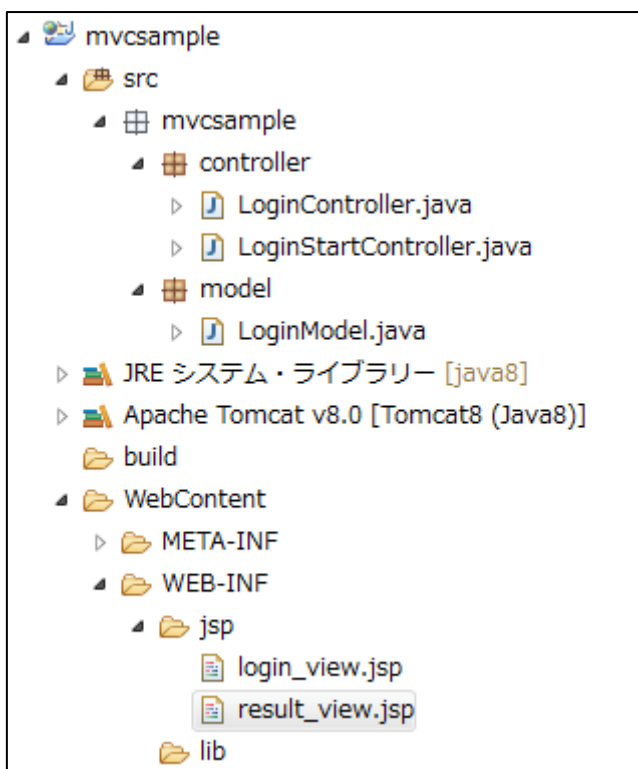 mvcsample
src
mvcsample
controller
LoginController.java
LoginStartController.java
model
LoginModel.java
JRE システム・ライブラリー [java8]
Apache Tomcat v8.0 [Tomcat8 (Java8)]
build
WebContent
META-INF
WEB-INF
jsp
login_view.jsp
result_view.jsp
lib